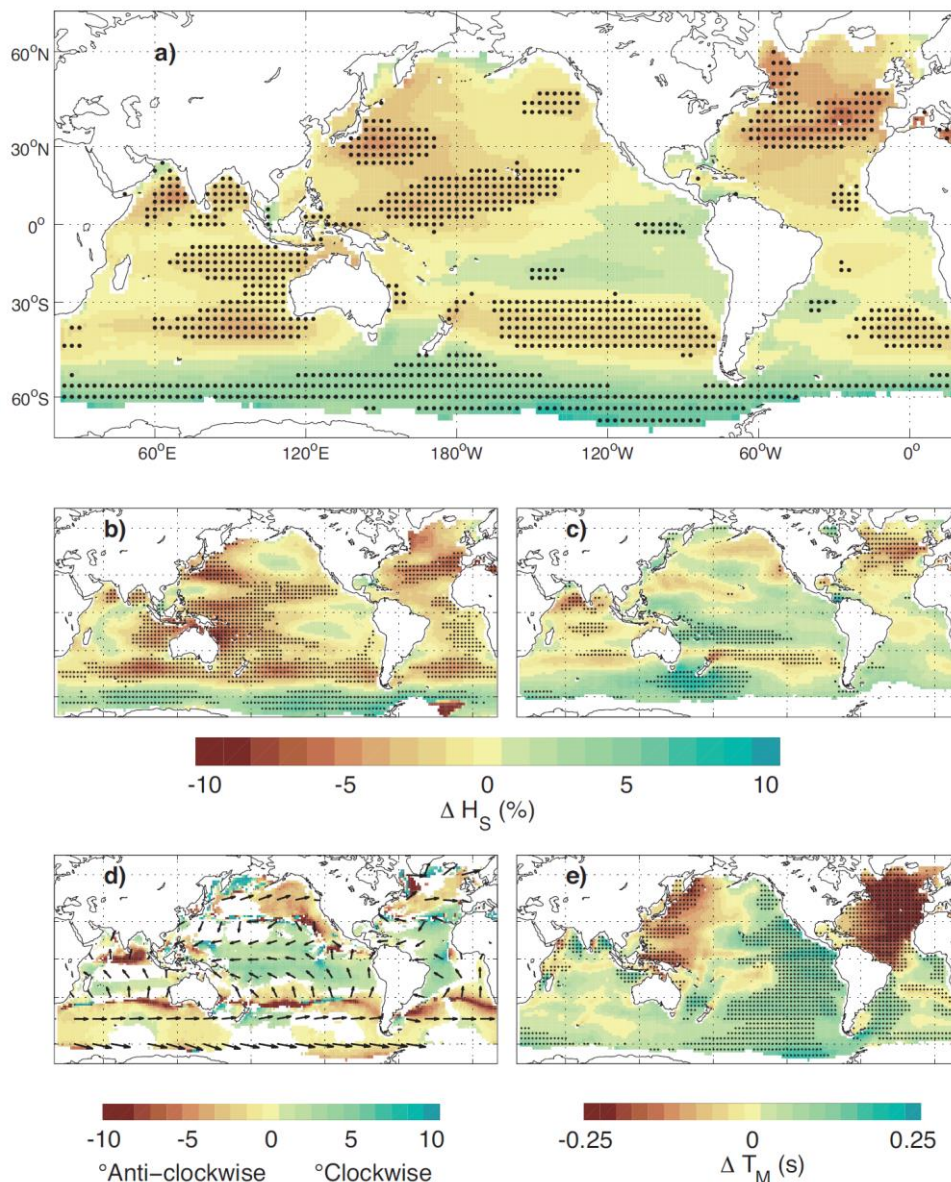 a)
60°N
30°N
0°
30°S
60°S
60°E 120°E 180°W 120°W 60°W 0°
b) c)
-10 -5 0 5 10
Δ H_S (%)
d) e)
-10 -5 0 5 10
°Anti-clockwise °Clockwise
-0.25 0 0.25
Δ T_M (s)